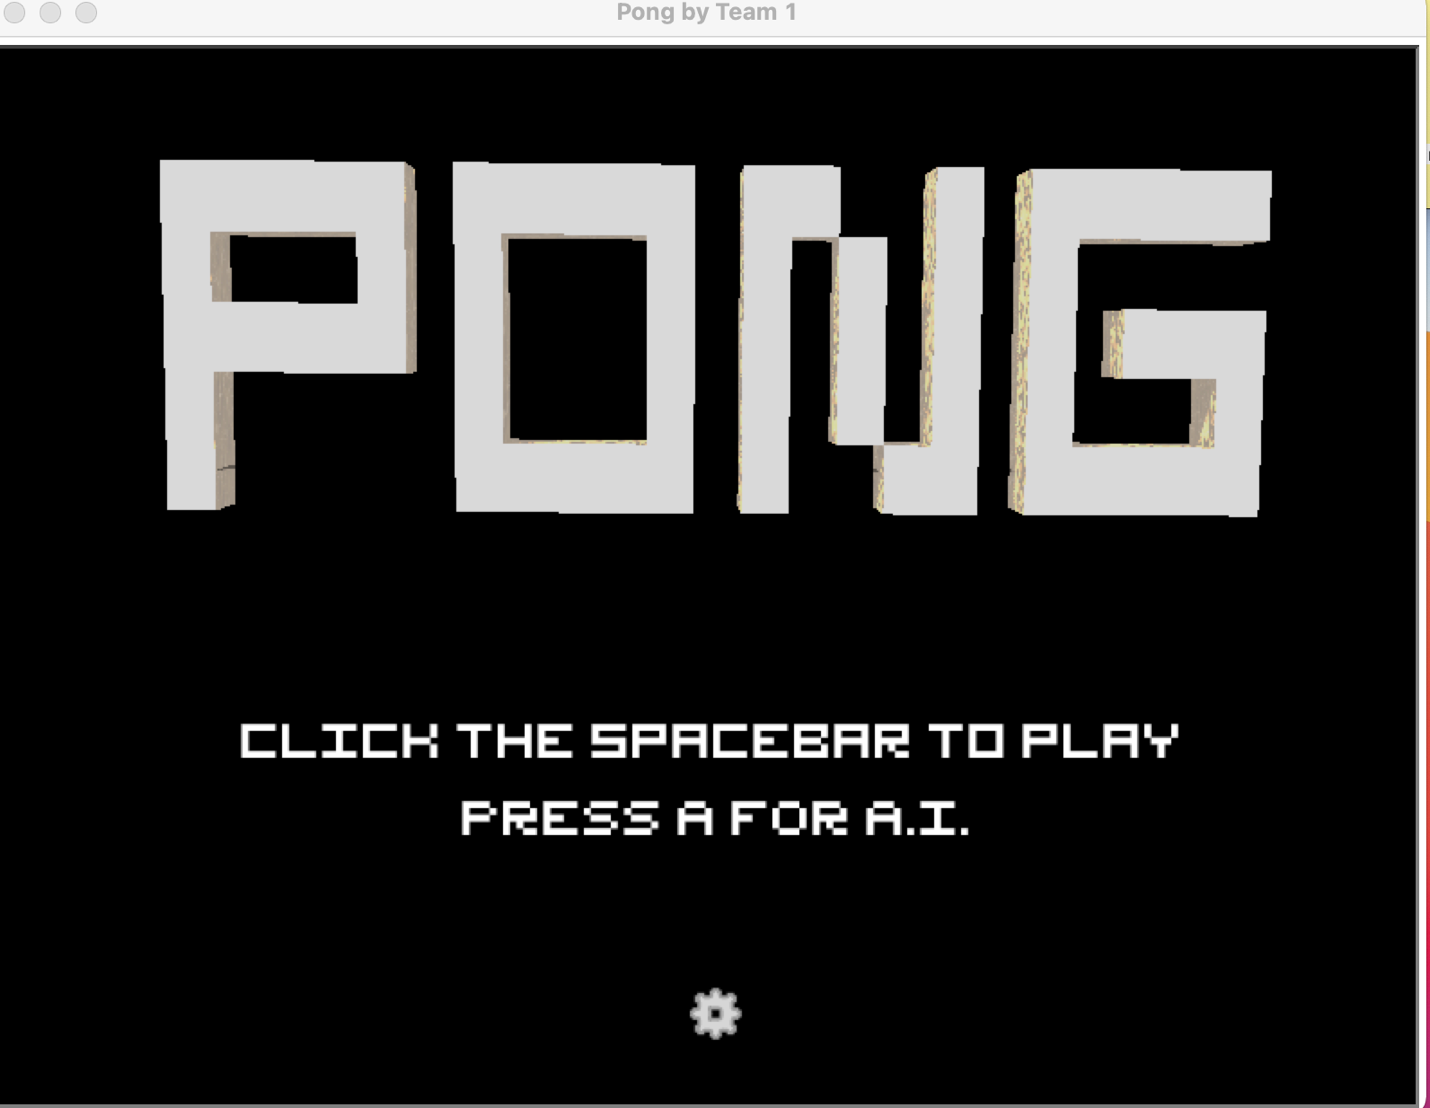 Pong by Team 1
PONG
CLICK THE SPACEBAR TO PLAY
PRESS A FOR A.I.